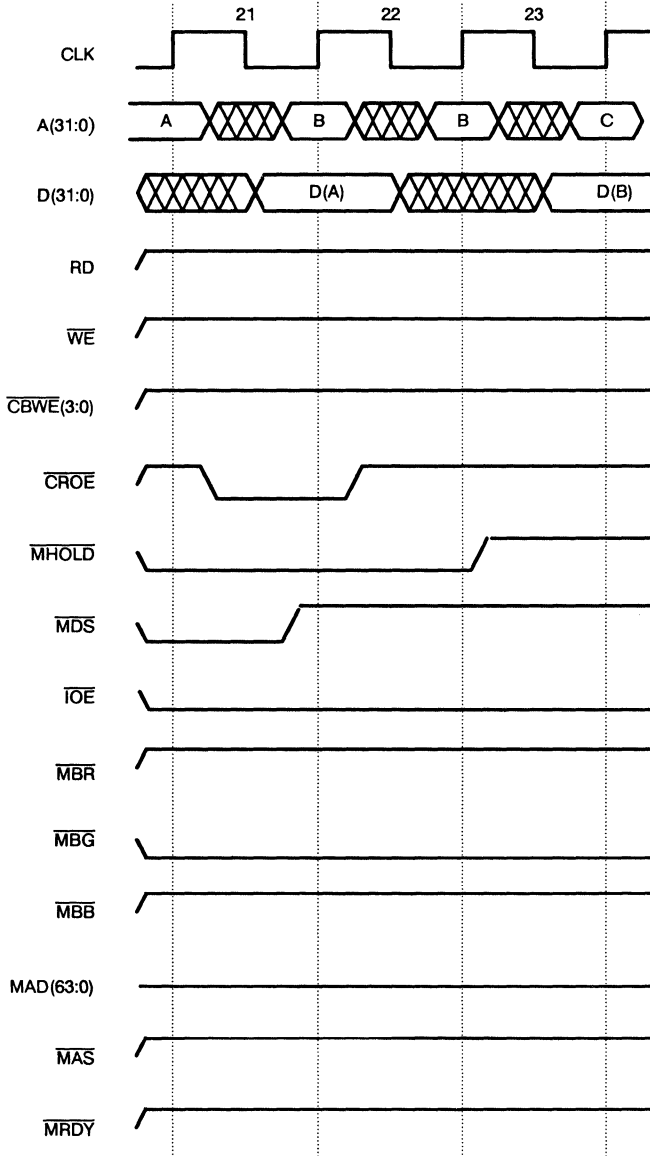 21 22 23
CLK
A(31:0) A B B C
D(31:0) D(A) D(B)
RD
WE
CBWE(3:0)
CROE
MHOLD
MDS
IOE
MBR
MBG
MBB
MAD(63:0)
MAS
MRDY